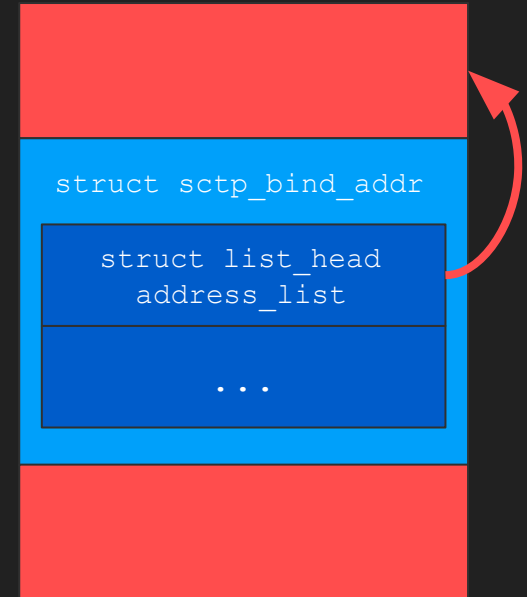 struct sctp_bind_addr
struct list_head
address_list
...